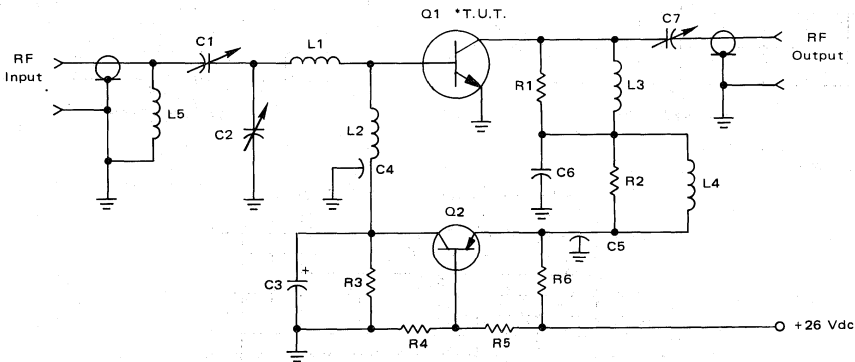 Q1 *T.U.T.
C7
RF
Input
C1
L1
RF
Output
R1
L3
L5
C2
L2
C4
C6
R2
L4
Q2
C5
C3
+
R3
R6
R4
R5
+26 Vdc